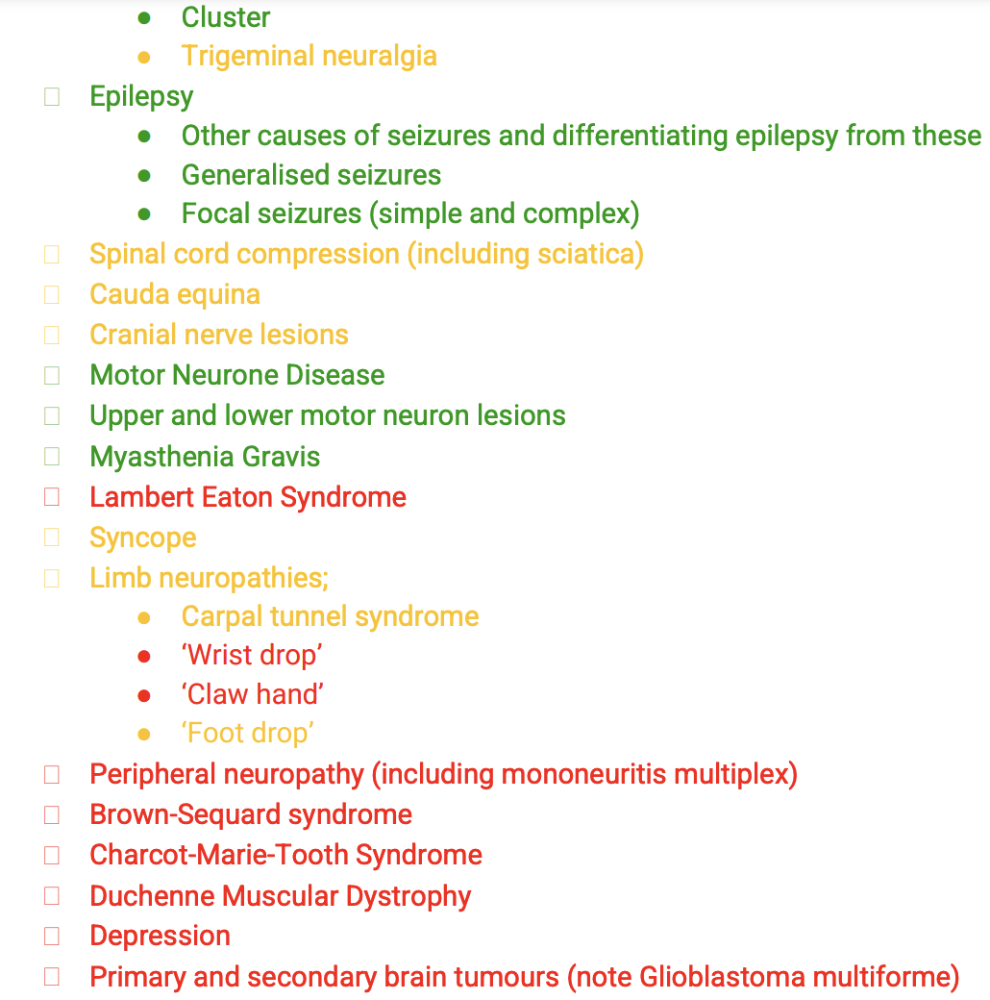 Cluster
Trigeminal neuralgia
Epilepsy
Other causes of seizures and differentiating epilepsy from these
Generalised seizures
Focal seizures (simple and complex)
Spinal cord compression (including sciatica)
Cauda equina
Cranial nerve lesions
Motor Neurone Disease
Upper and lower motor neuron lesions
Myasthenia Gravis
Lambert Eaton Syndrome
Syncope
Limb neuropathies;
Carpal tunnel syndrome
‘Wrist drop’
‘Claw hand’
‘Foot drop’
Peripheral neuropathy (including mononeuritis multiplex)
Brown-Sequard syndrome
Charcot-Marie-Tooth Syndrome
Duchenne Muscular Dystrophy
Depression
Primary and secondary brain tumours (note Glioblastoma multiforme)